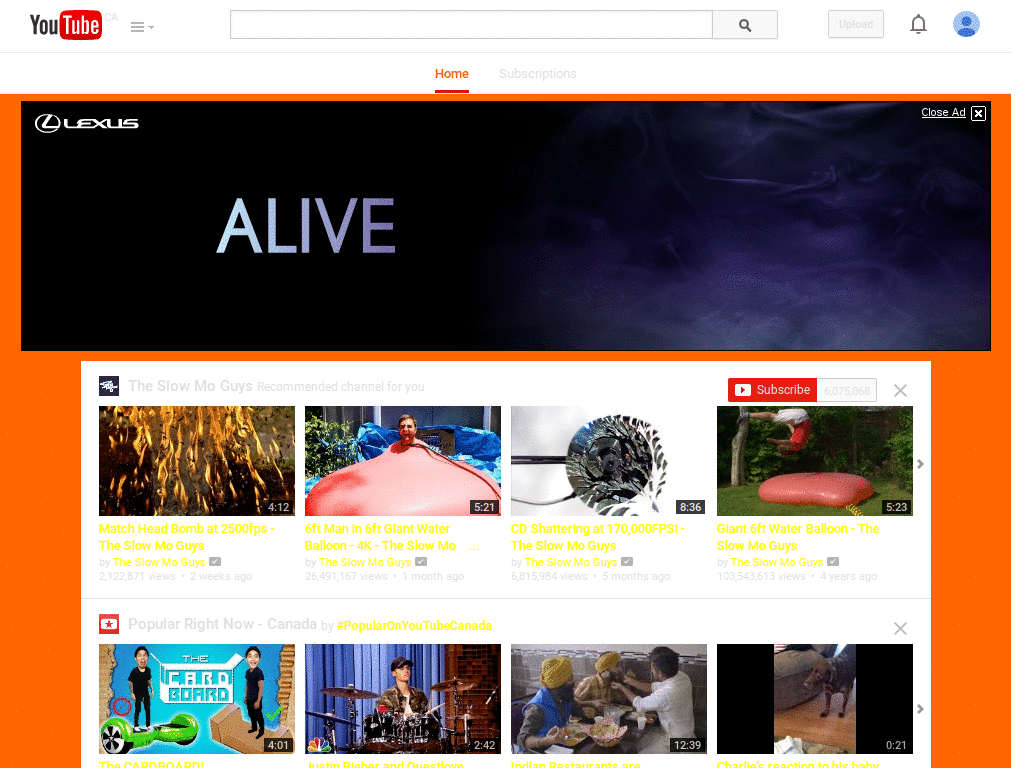 YouTube CA
Upload
Home Subscriptions
LEXUS
Close Ad
ALIVE
The Slow Mo Guys Recommended channel for you
Subscribe 6,075,068
4:12 5:21 8:36 5:23
Match Head Bomb at 2500fps -
The Slow Mo Guys
by The Slow Mo Guys
2,122,871 views • 2 weeks ago
6ft Man in 6ft Giant Water
Balloon - 4K - The Slow Mo ...
by The Slow Mo Guys
26,491,167 views • 1 month ago
CD Shattering at 170,000FPS! -
The Slow Mo Guys
by The Slow Mo Guys
6,815,984 views • 5 months ago
Giant 6ft Water Balloon - The
Slow Mo Guys
by The Slow Mo Guys
103,543,613 views • 4 years ago
Popular Right Now - Canada by #PopularOnYouTubeCanada
THE
CARD
BOARD
4:01 2:42 12:39 0:21
The CARDBOARD!
Justin Bieber and Questlove
Indian Restaurants are
Charlie's reaction to his baby